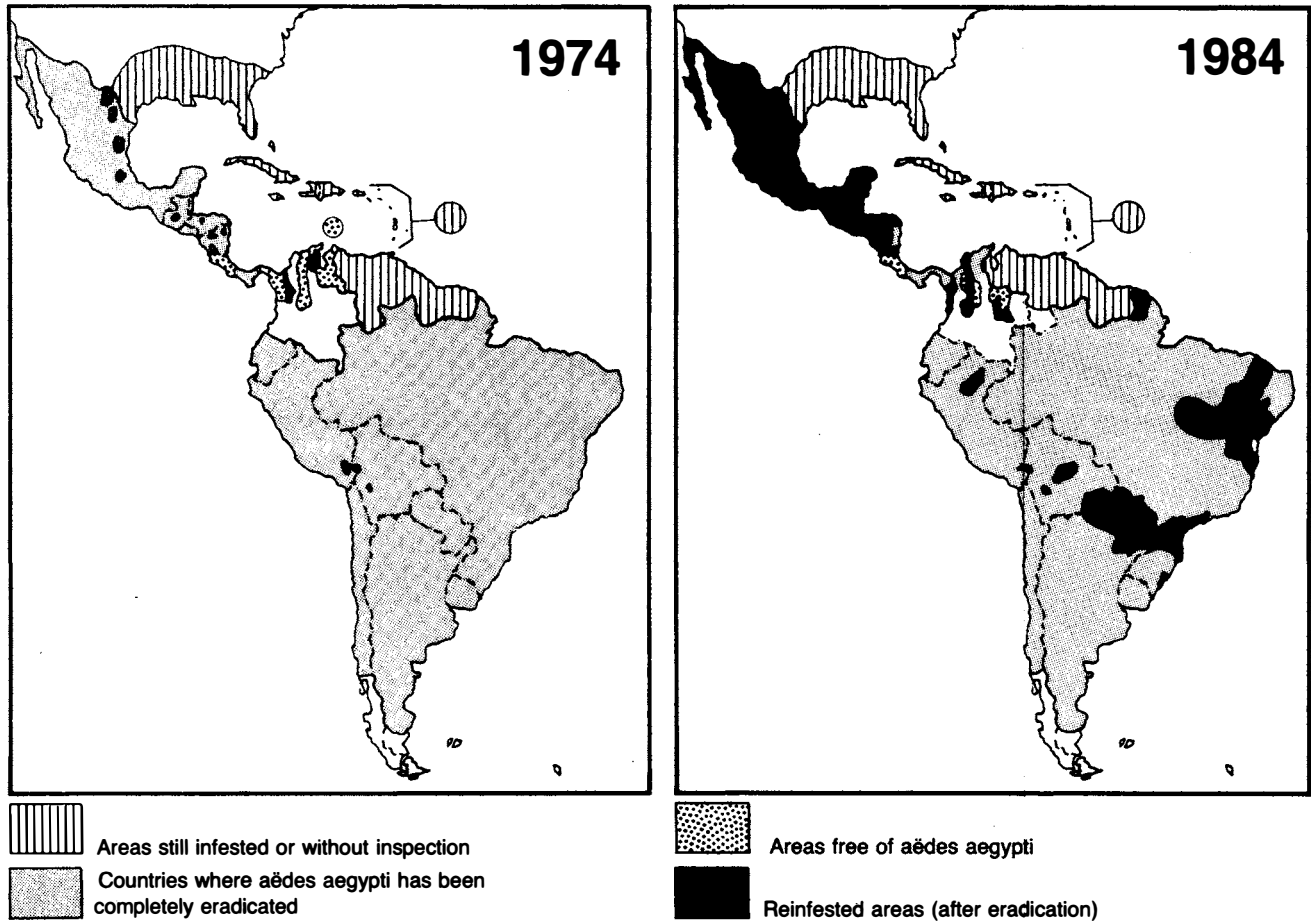 1974
1984
Areas still infested or without inspection
Countries where aëdes aegypti has been
completely eradicated
Areas free of aëdes aegypti
Reinfested areas (after eradication)